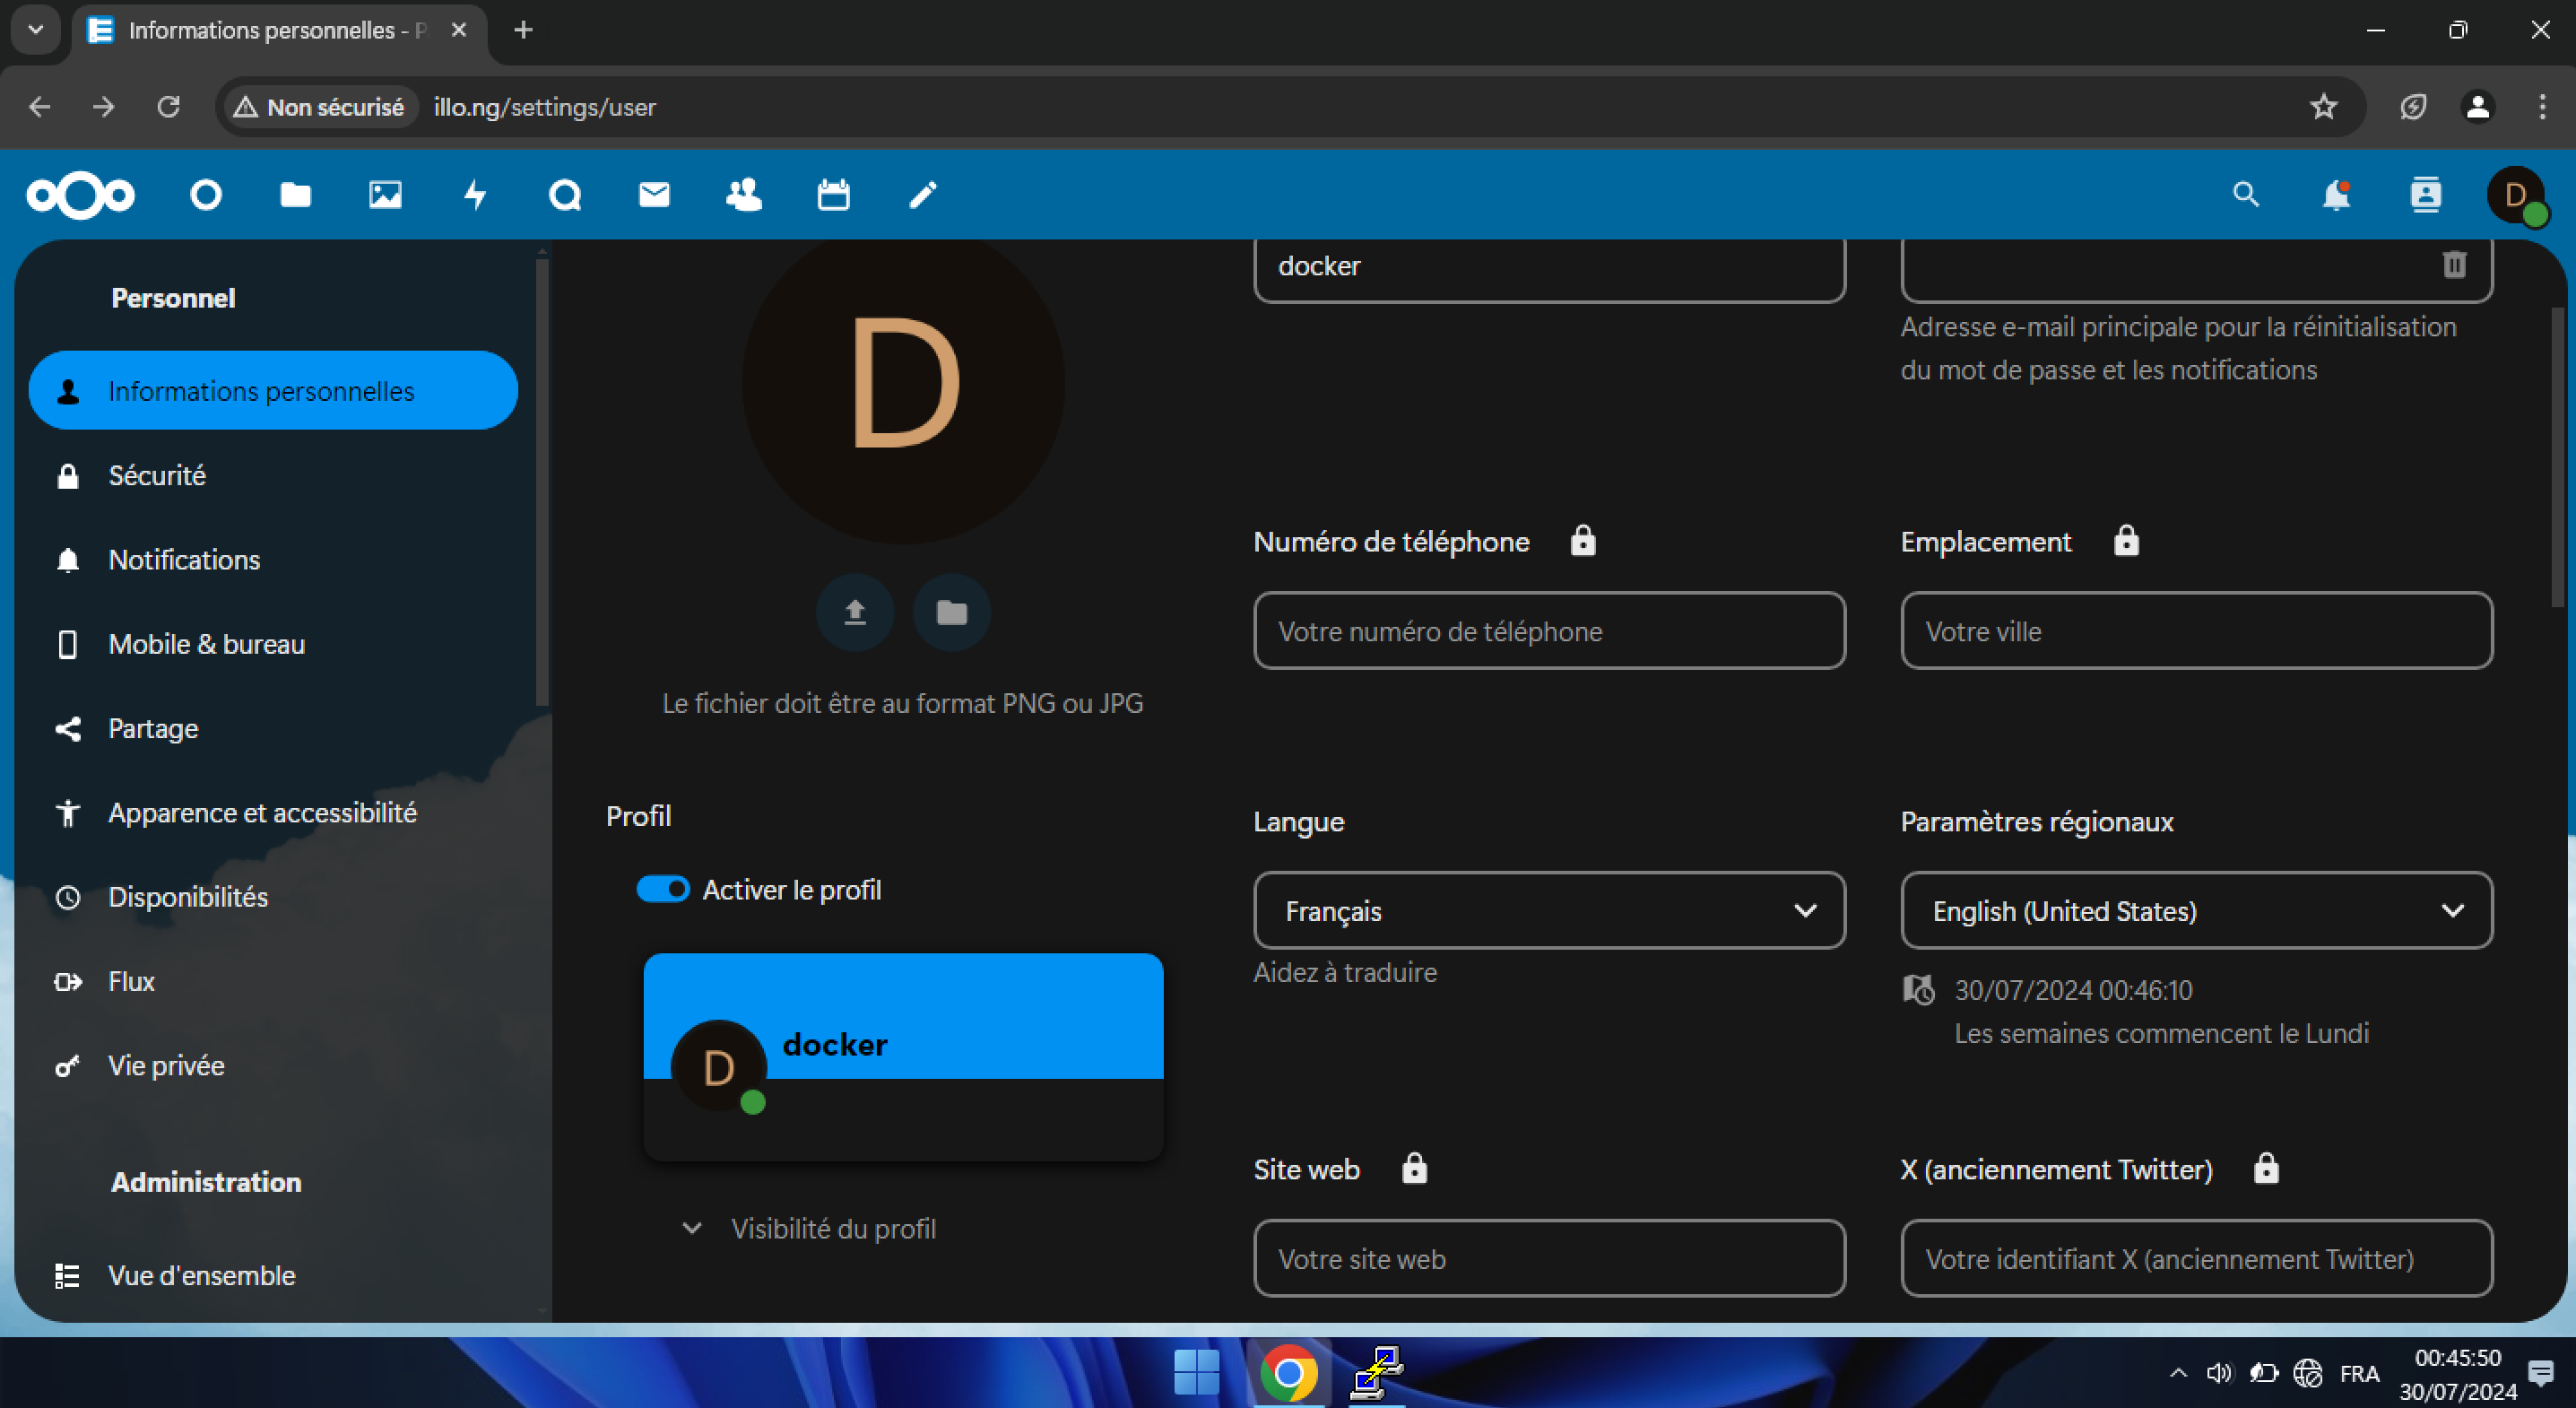 Informations personnelles - P
Non sécurisé
illo.ng/settings/user
D
Personnel
Informations personnelles
Sécurité
Notifications
Mobile & bureau
Partage
Apparence et accessibilité
Disponibilités
Flux
Vie privée
Administration
Vue d'ensemble
D
Le fichier doit être au format PNG ou JPG
Profil
Activer le profil
D
docker
Visibilité du profil
docker
Adresse e-mail principale pour la réinitialisation
du mot de passe et les notifications
Numéro de téléphone
Votre numéro de téléphone
Emplacement
Votre ville
Langue
Français
Aidez à traduire
Paramètres régionaux
English (United States)
30/07/2024 00:46:10
Les semaines commencent le Lundi
Site web
Votre site web
X (anciennement Twitter)
Votre identifiant X (anciennement Twitter)
FRA
00:45:50
30/07/2024